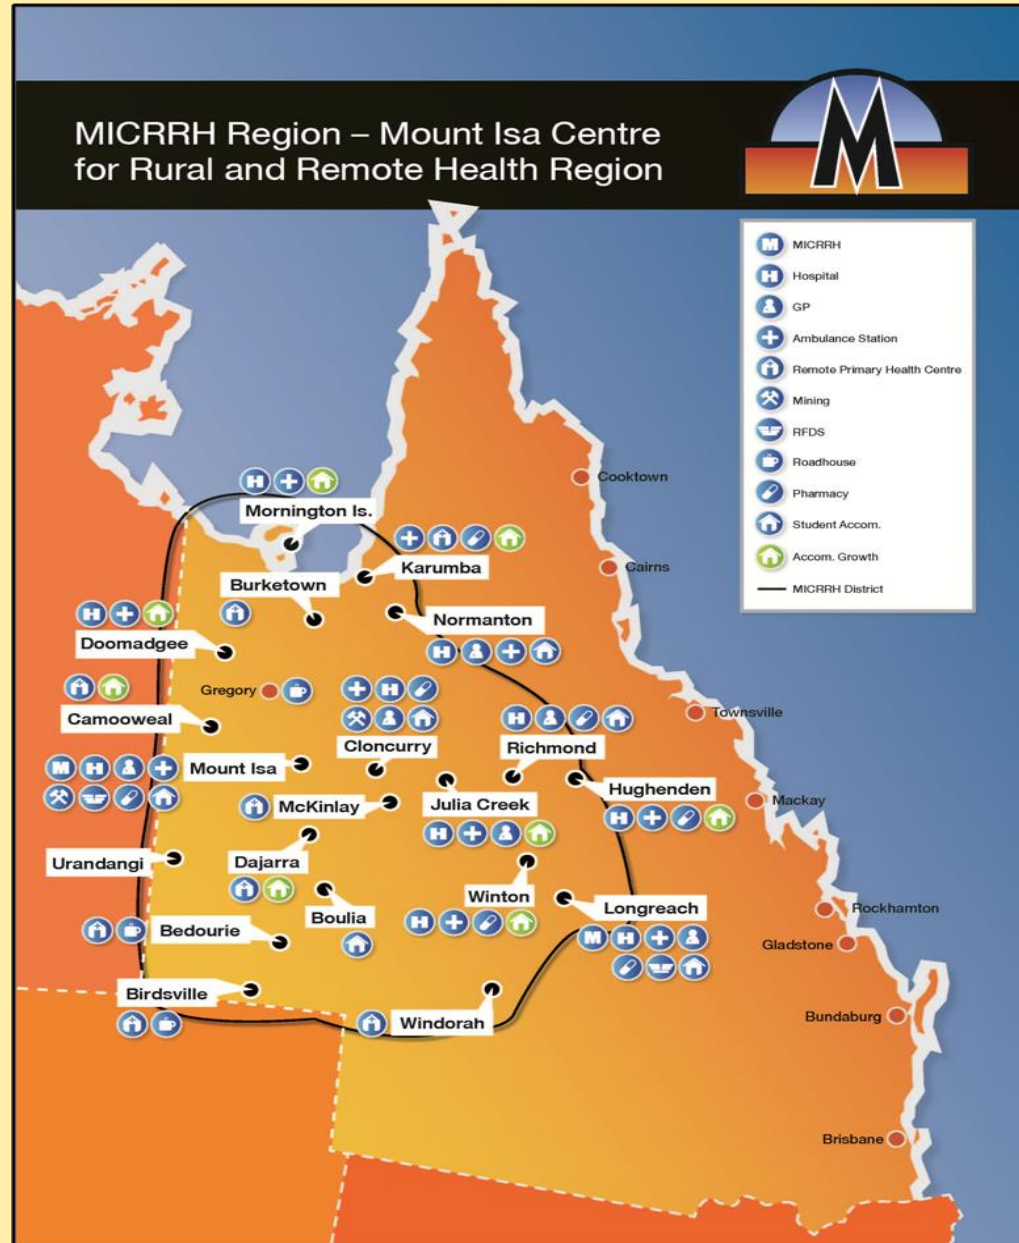 MICRRH Region – Mount Isa Centre
for Rural and Remote Health Region
M
M MICRRH
H Hospital
GP
Ambulance Station
Remote Primary Health Centre
Mining
RFDS
Roadhouse
Pharmacy
Student Accom.
Accom. Growth
MICRRH District
Cooktown
H
Mornington Is.
Karumba
Cairns
Burketown
Normanton
H
H
Doomadgee
Gregory
H
Camooweal
Cloncurry
H
Richmond
Townsville
M H
Mount Isa
McKinlay
Julia Creek
H
Hughenden
H
Mackay
Urandangi
Dajarra
Winton
H
Longreach
M H
Rockhamton
Boulia
Bedourie
Gladstone
Birdsville
Windorah
Bundaburg
Brisbane